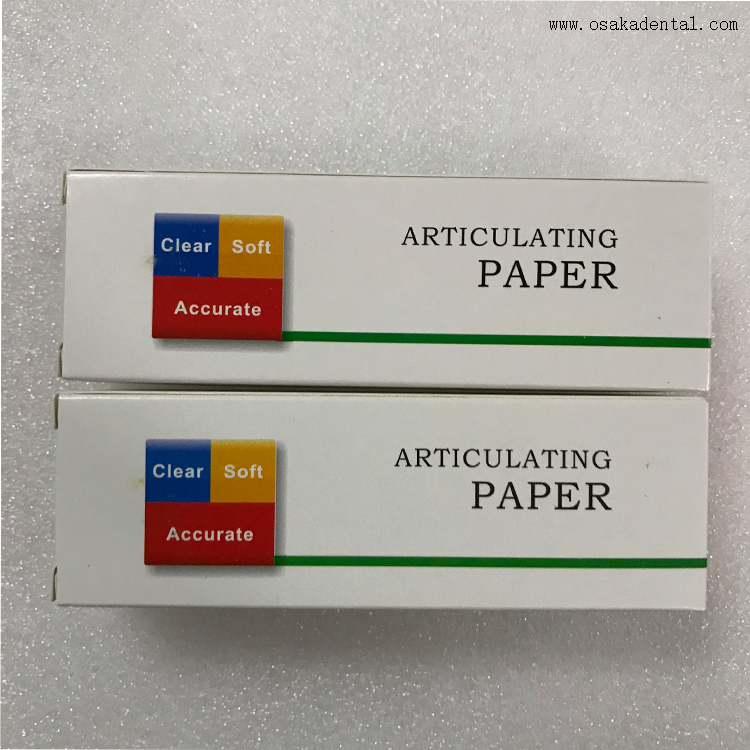 www.osakadental.com
Clear Soft
Accurate
ARTICULATING
PAPER
Clear Soft
Accurate
ARTICULATING
PAPER